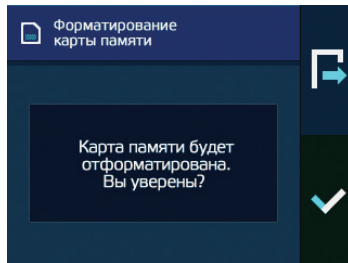 Форматирование
карты памяти
Карта памяти будет
отформатирована.
Вы уверены?